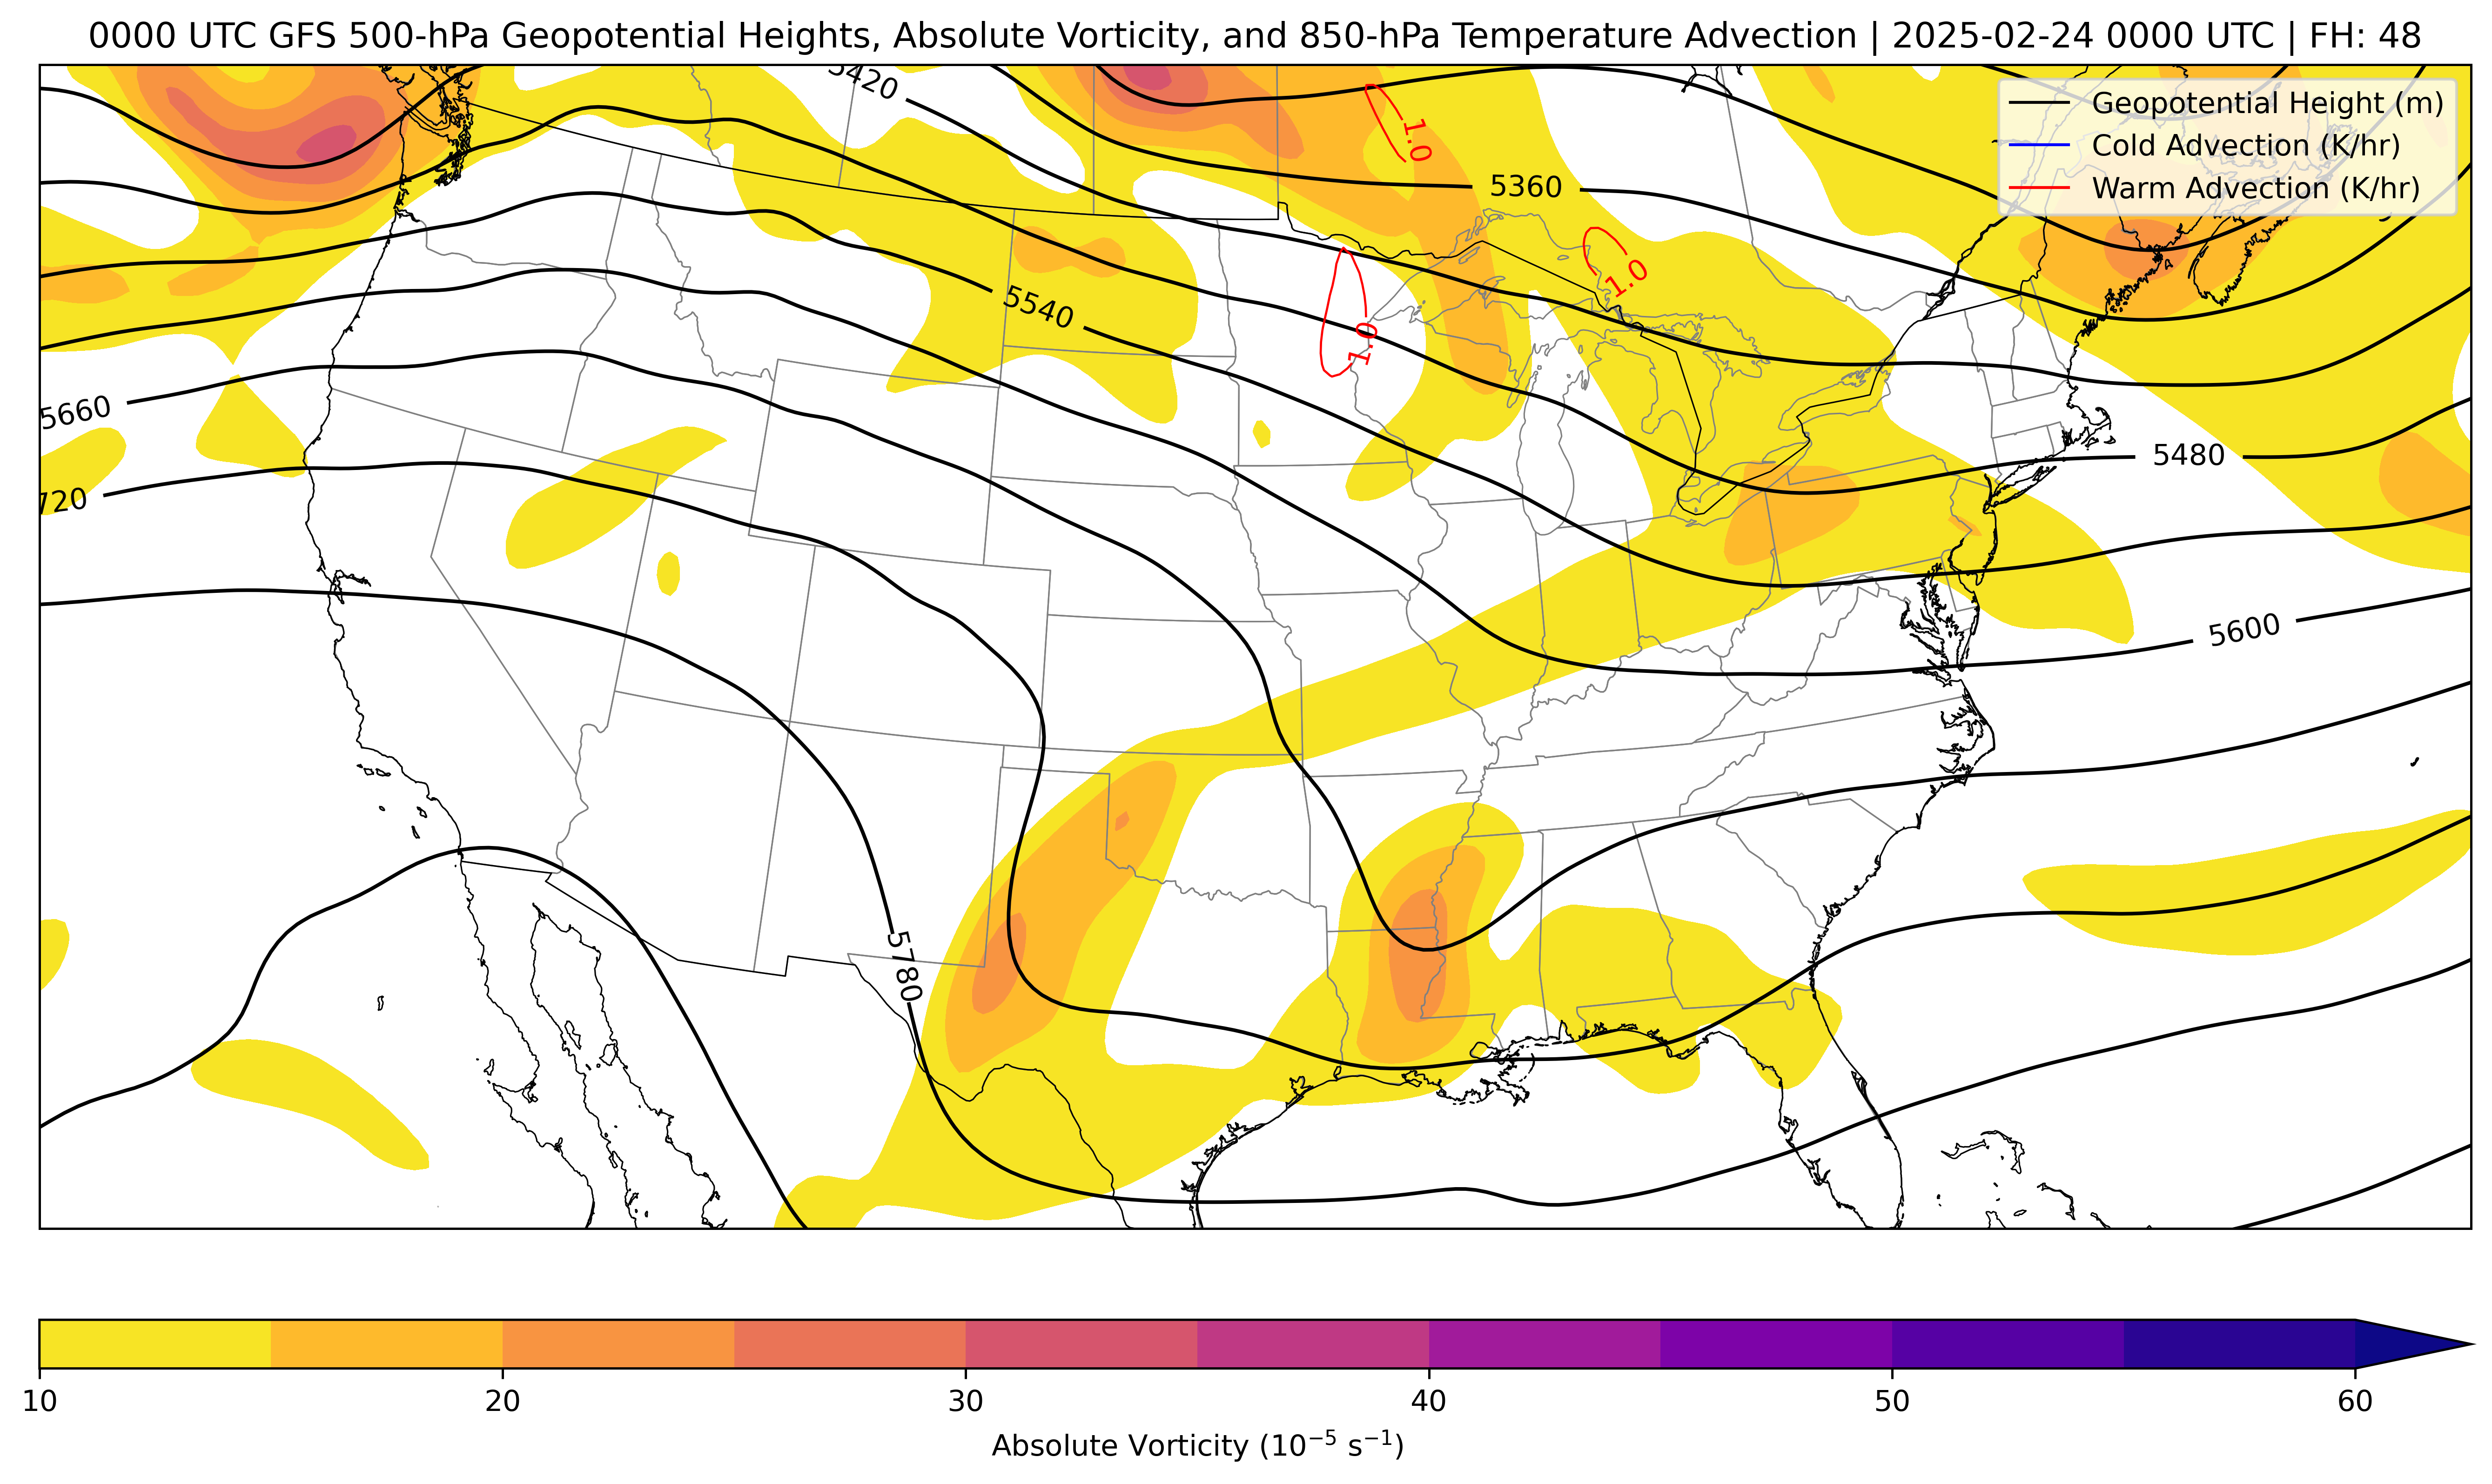 0000 UTC GFS 500-hPa Geopotential Heights, Absolute Vorticity, and 850-hPa Temperature Advection | 2025-02-24 0000 UTC | FH: 48
5420
Geopotential Height (m)
1.0
Cold Advection (K/hr)
5360
Warm Advection (K/hr)
1.0
5540
1.0
5660
5480
720
5600
5780
10 20 30 40 50 60
Absolute Vorticity (10⁻⁵ s⁻¹)